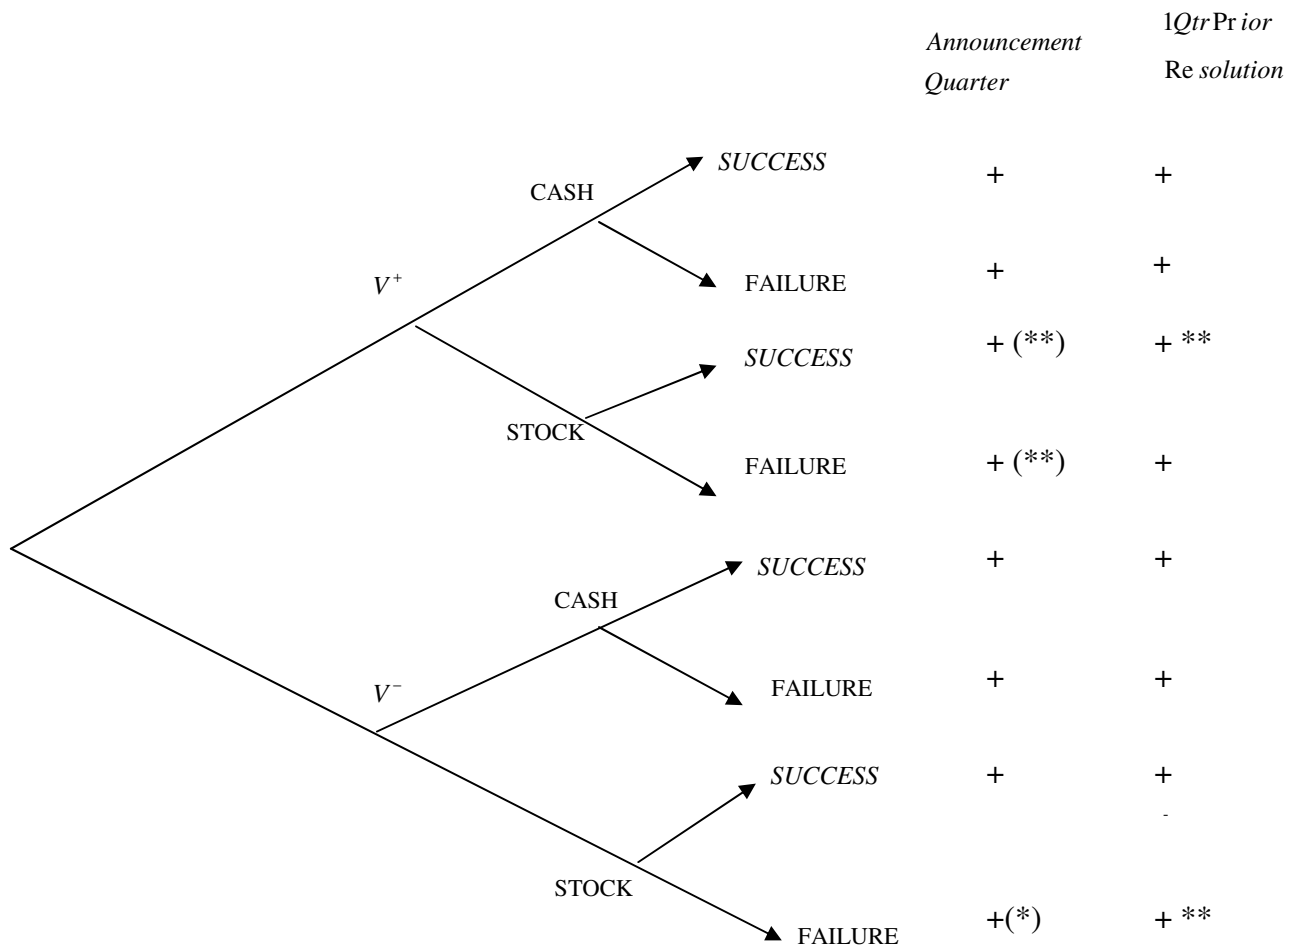 Announcement
Quarter
1Qtr Prior
Resolution
SUCCESS + +
CASH
FAILURE + +
V+
SUCCESS + (**) + **
STOCK
FAILURE + (**) +
SUCCESS + +
CASH
FAILURE + +
V−
SUCCESS + +
-
STOCK
FAILURE +(*) + **